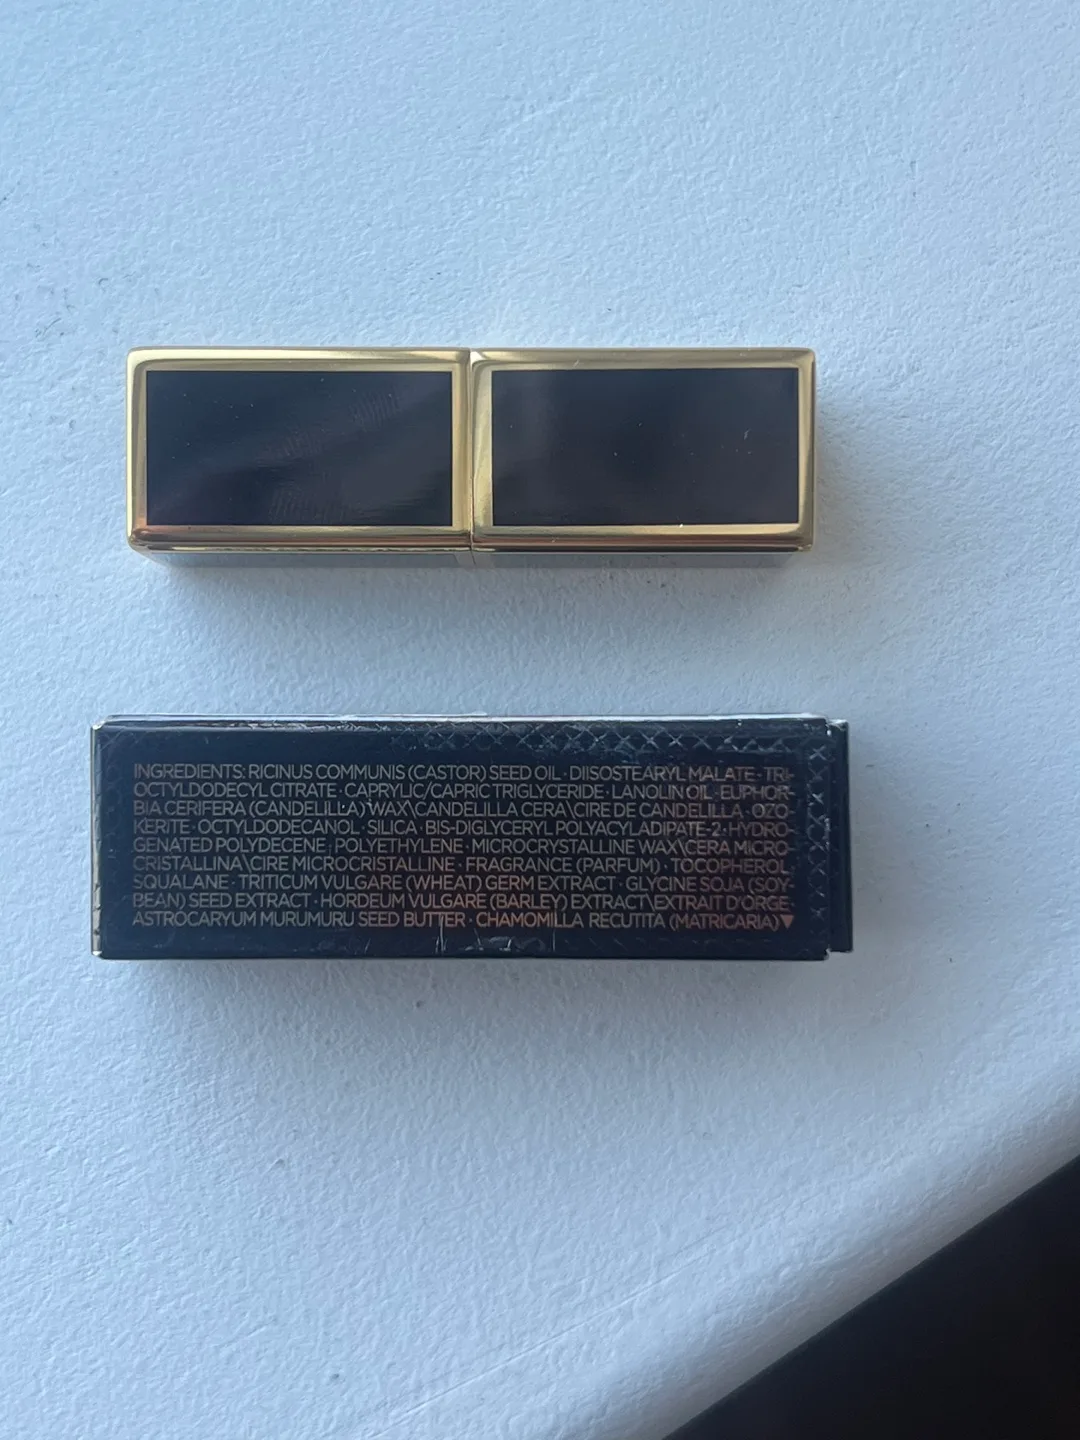 INGREDIENTS: RICINUS COMMUNIS (CASTOR) SEED OIL · DIISOSTEARYL MALATE · TRI-
OCTYLDODECYL CITRATE · CAPRYLIC/CAPRIC TRIGLYCERIDE · LANOLIN OIL · EUPHOR-
BIA CERIFERA (CANDELILLA) WAX\CANDELILLA CERA\CIRE DE CANDELILLA · OZO
KERITE · OCTYLDODECANOL · SILICA · BIS-DIGLYCERYL POLYACYLADIPATE-2 · HYDRO-
GENATED POLYDECENE · POLYETHYLENE · MICROCRYSTALLINE WAX\CERA MICRO-
CRISTALLINA\CIRE MICROCRISTALLINE · FRAGRANCE (PARFUM) · TOCOPHEROL
SQUALANE · TRITICUM VULGARE (WHEAT) GERM EXTRACT · GLYCINE SOJA (SOY-
BEAN) SEED EXTRACT · HORDEUM VULGARE (BARLEY) EXTRACT\EXTRAIT D'ORGE
ASTROCARYUM MURUMURU SEED BUTTER · CHAMOMILLA RECUTITA (MATRICARIA)▼